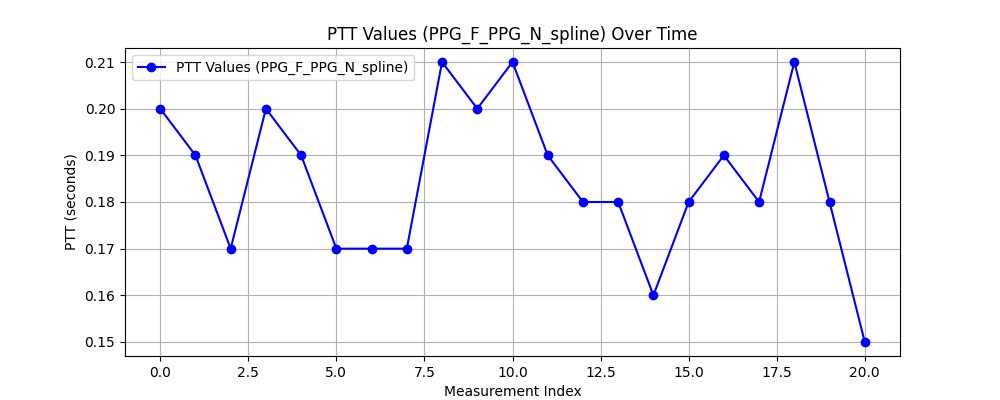 PTT Values (PPG_F_PPG_N_spline) Over Time
PTT Values (PPG_F_PPG_N_spline)
PTT (seconds)
0.21
0.20
0.19
0.18
0.17
0.16
0.15
0.0 2.5 5.0 7.5 10.0 12.5 15.0 17.5 20.0
Measurement Index